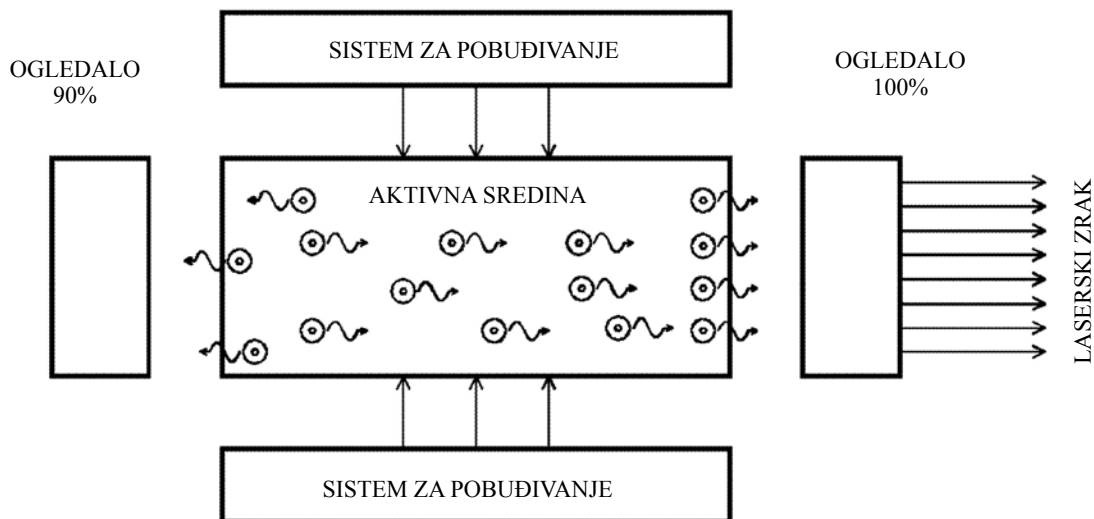 SISTEM ZA POBUĐIVANJE
OGLEDALO
90%
OGLEDALO
100%
AKTIVNA SREDINA
LASERSKI ZRAK
SISTEM ZA POBUĐIVANJE